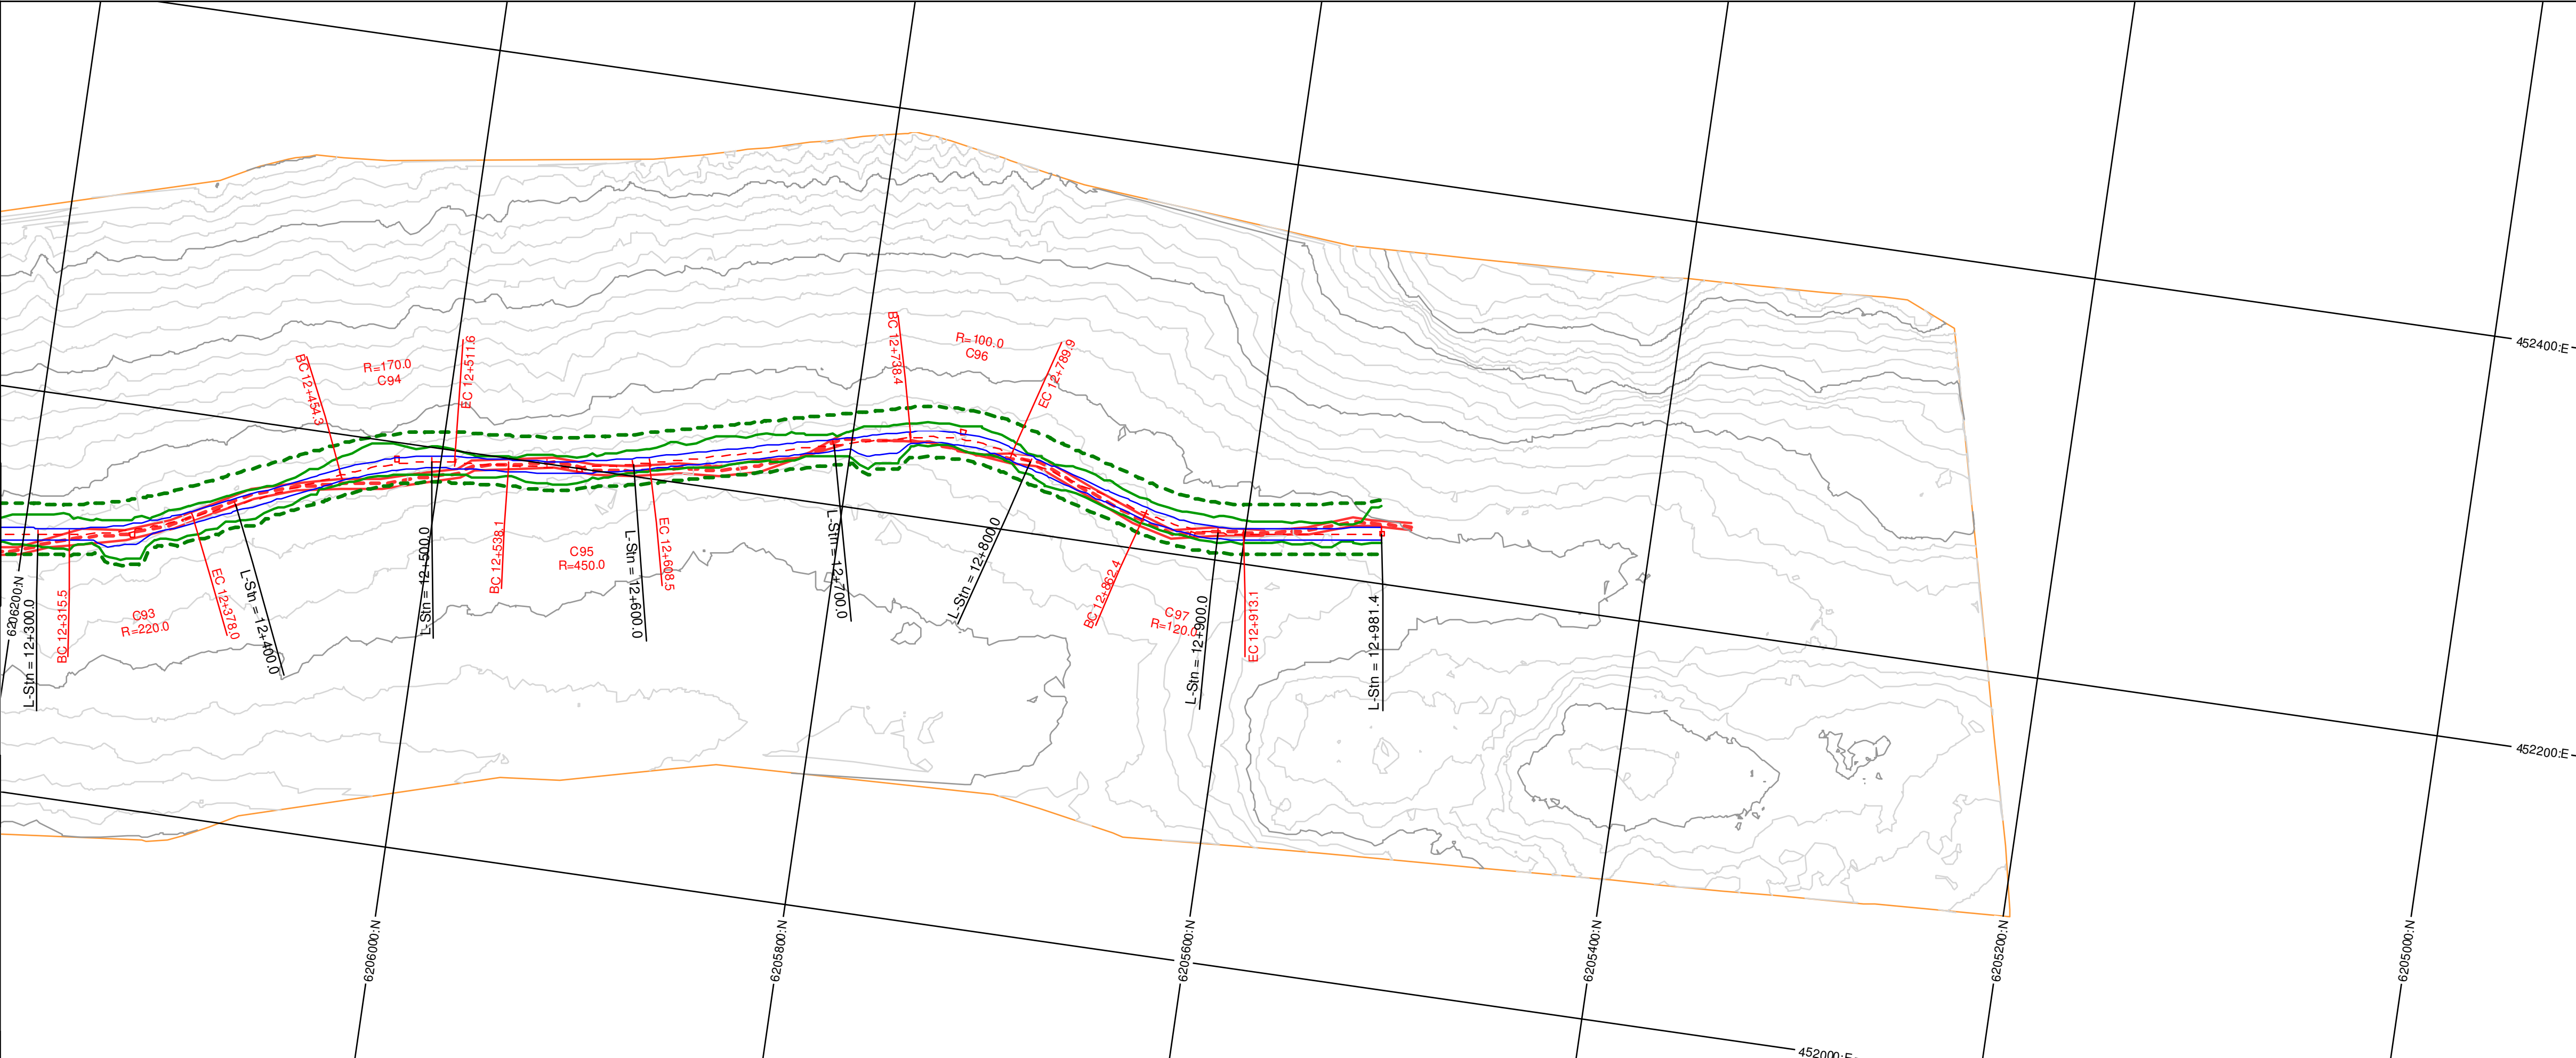 BC 12+738.4
R=100.0
C96
EC 12+789.9
EC 12+511.6
452400:E
BC 12+454.3
R=170.0
C94
6206200:N
L-Stn = 12+300.0
BC 12+315.5
C93
R=220.0
EC 12+378.0
L-Stn = 12+400.0
L-Stn = 12+500.0
BC 12+538.1
C95
R=450.0
L-Stn = 12+600.0
EC 12+608.5
L-Stn = 12+700.0
L-Stn = 12+800.0
BC 12+862.4
C97
R=120.0
L-Stn = 12+900.0
EC 12+913.1
L-Stn = 12+981.4
452200:E
6206000:N
6205800:N
6205600:N
6205400:N
6205200:N
6205000:N
452000:E